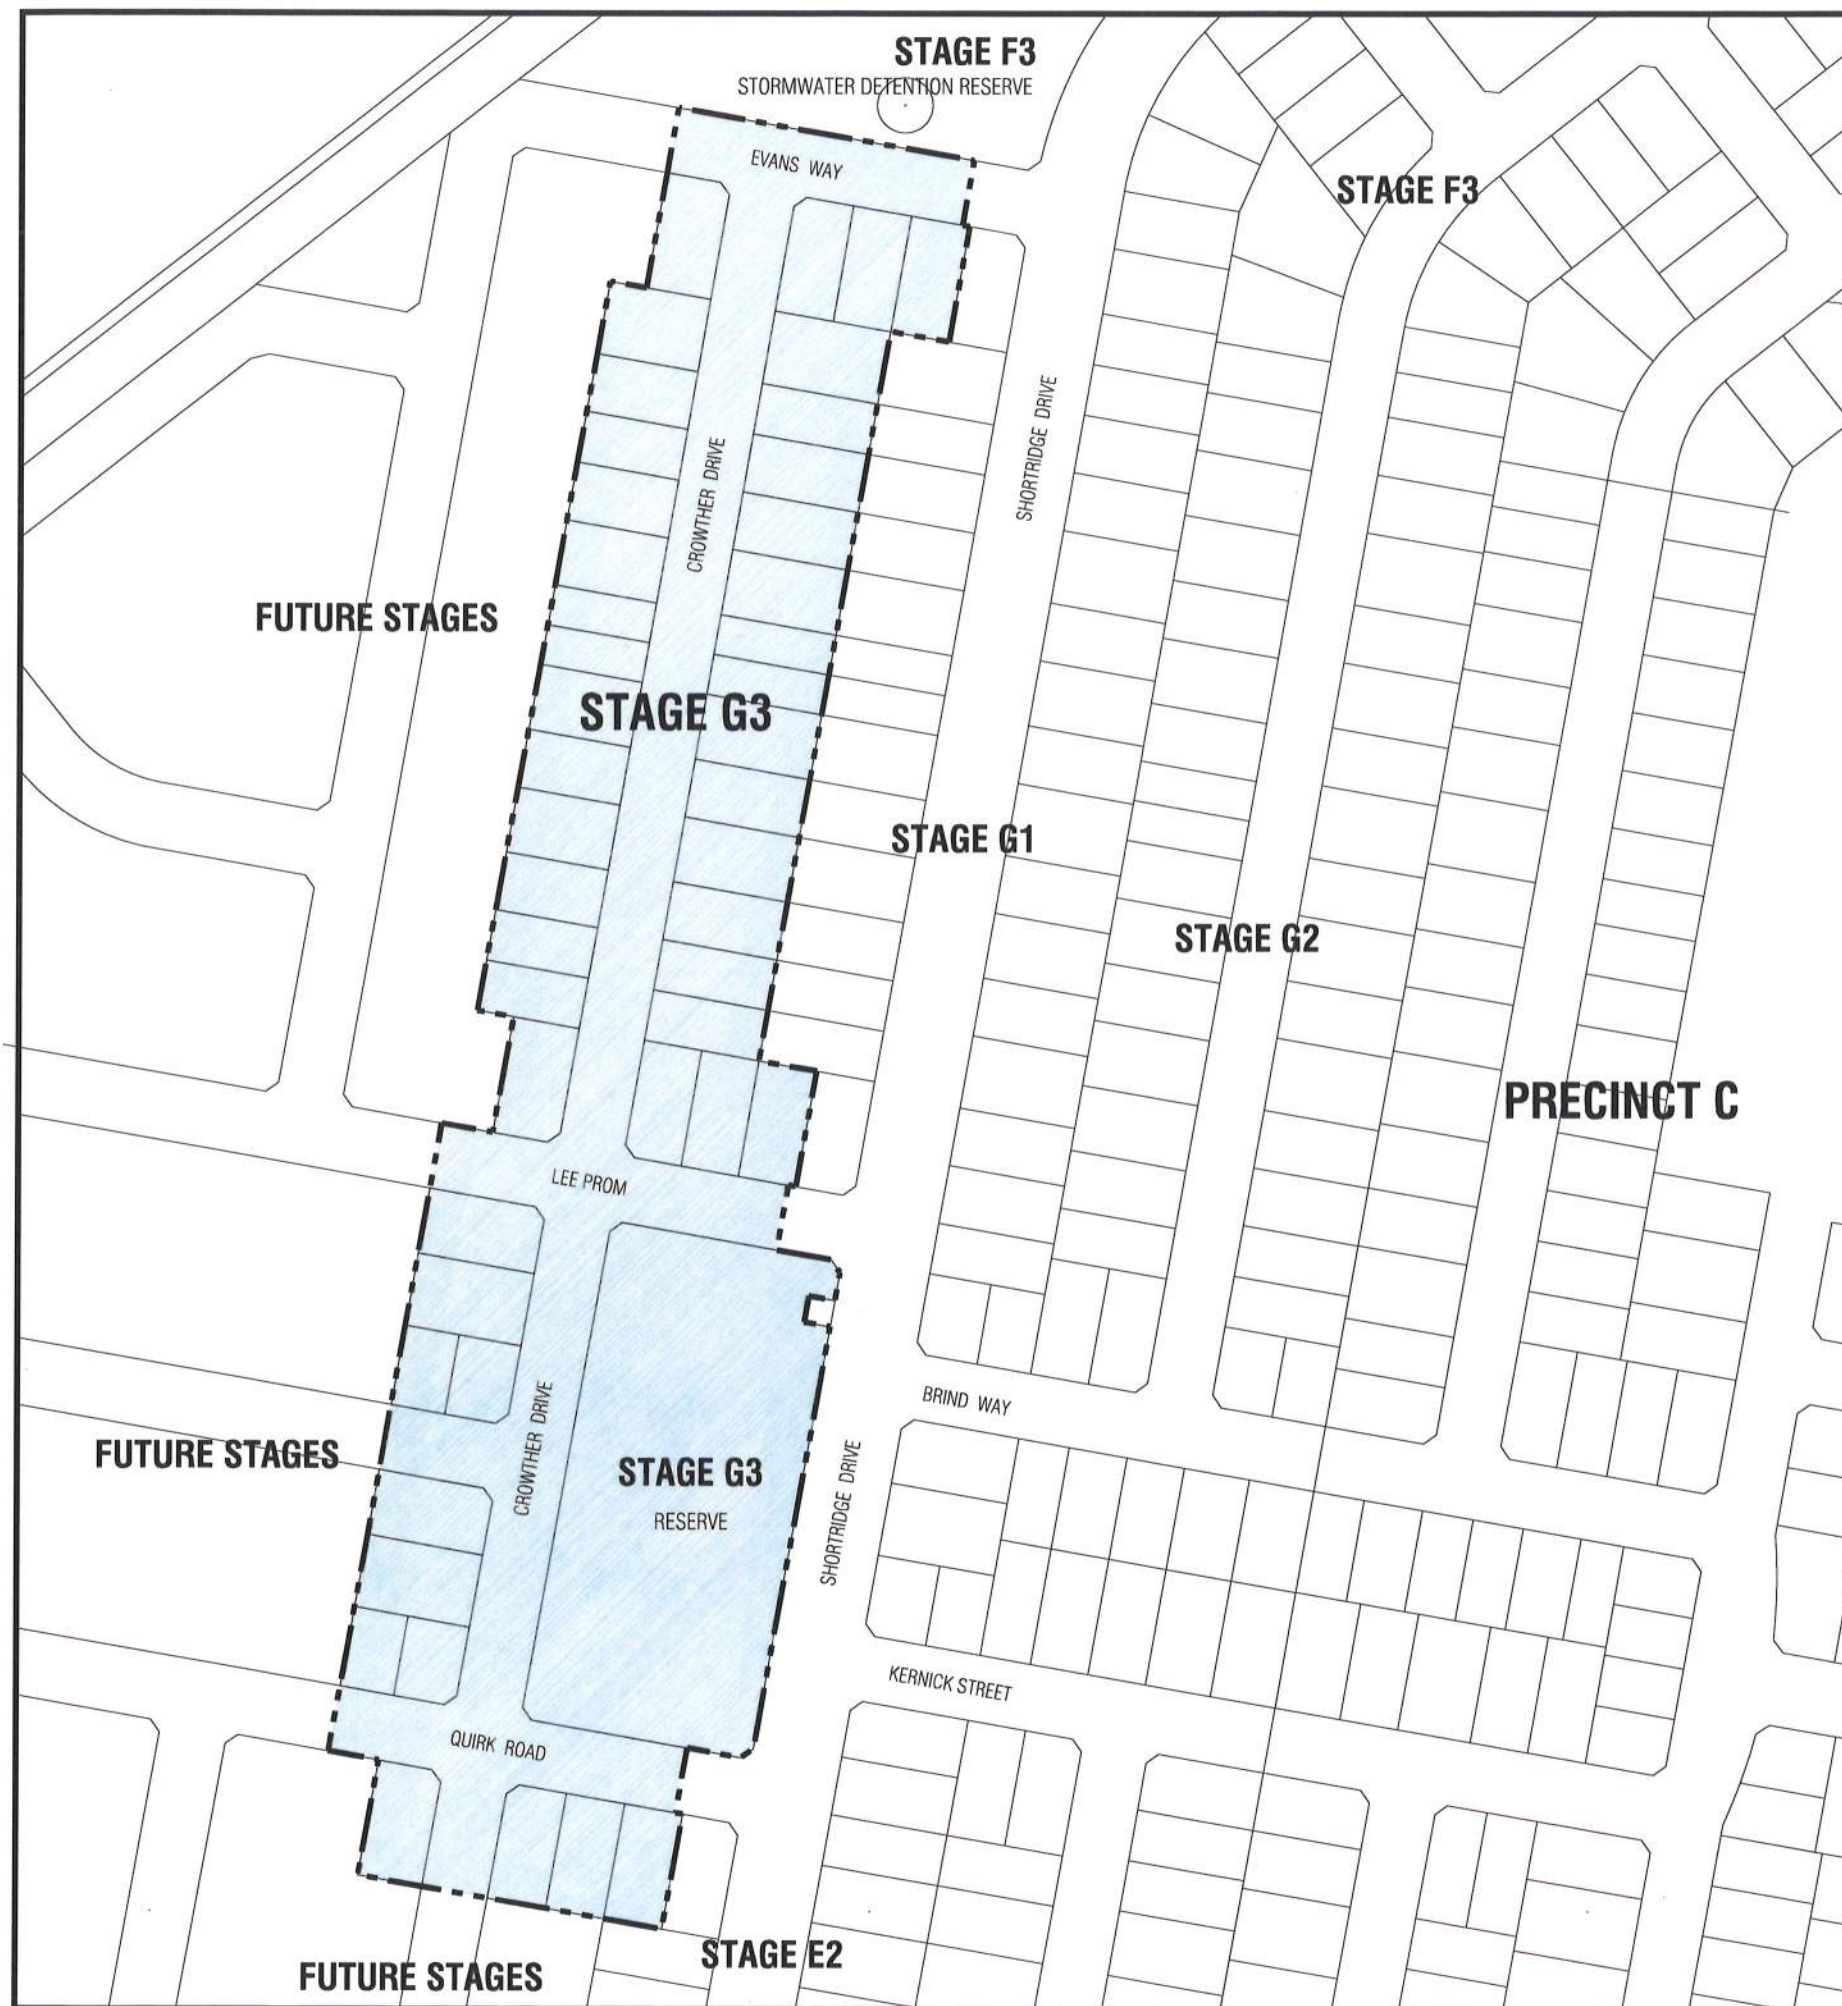 STAGE F3
STORMWATER DETENTION RESERVE
EVANS WAY
STAGE F3
SHORTRIDGE DRIVE
CROWTHER DRIVE
FUTURE STAGES
STAGE G3
STAGE G1
STAGE G2
PRECINCT C
LEE PROM
BRIND WAY
CROWTHER DRIVE
FUTURE STAGES
STAGE G3
RESERVE
SHORTRIDGE DRIVE
KERNICK STREET
QUIRK ROAD
STAGE E2
FUTURE STAGES